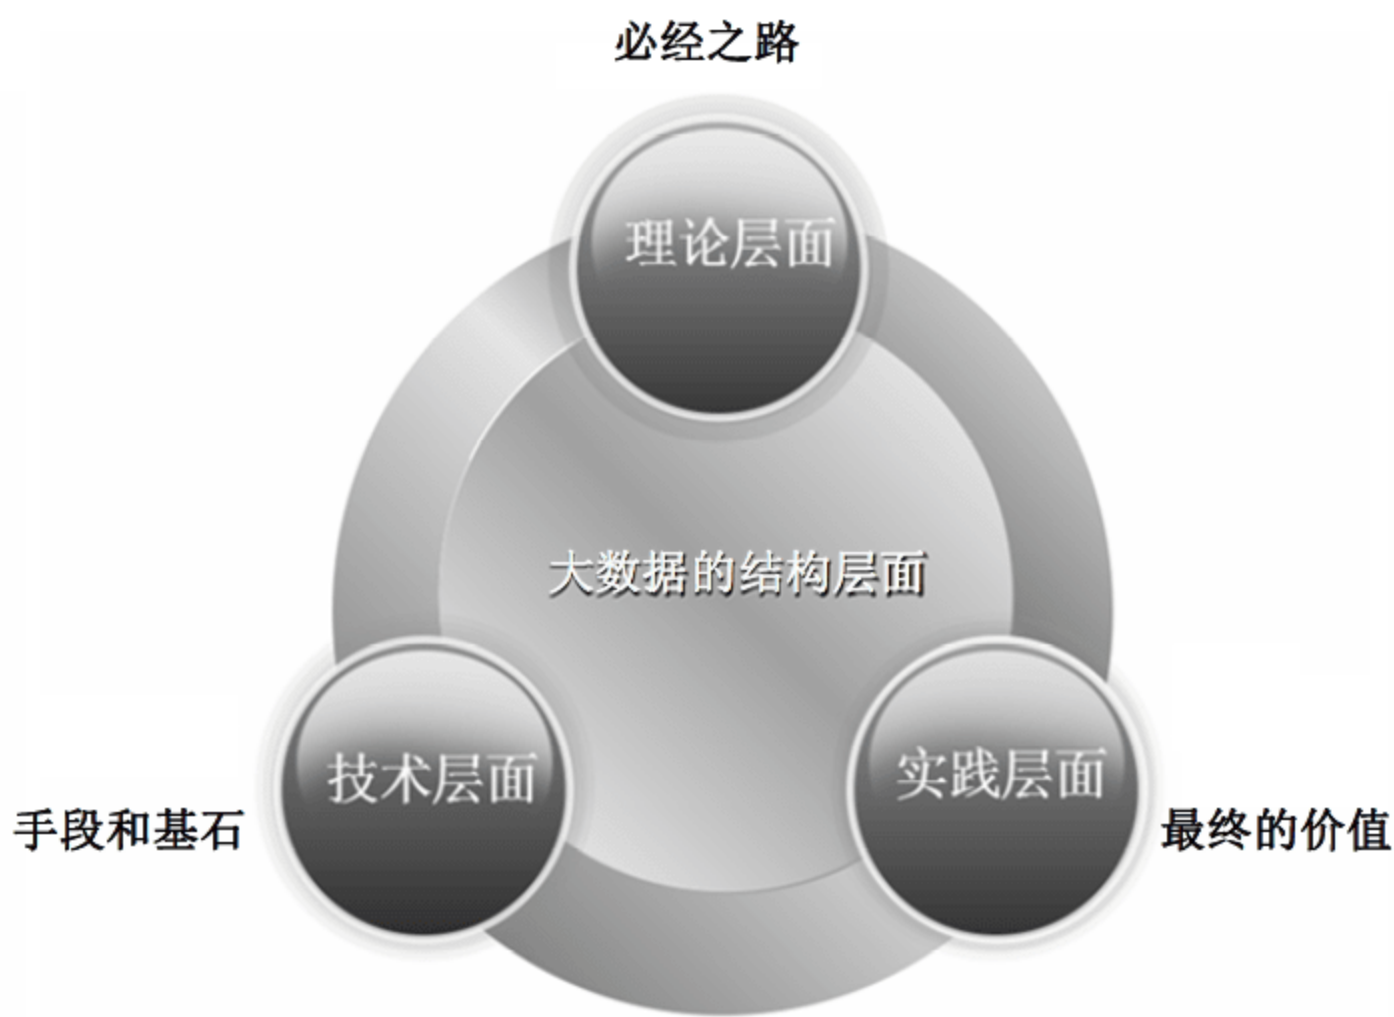 必经之路
理论层面
大数据的结构层面
技术层面
实践层面
手段和基石
最终的价值